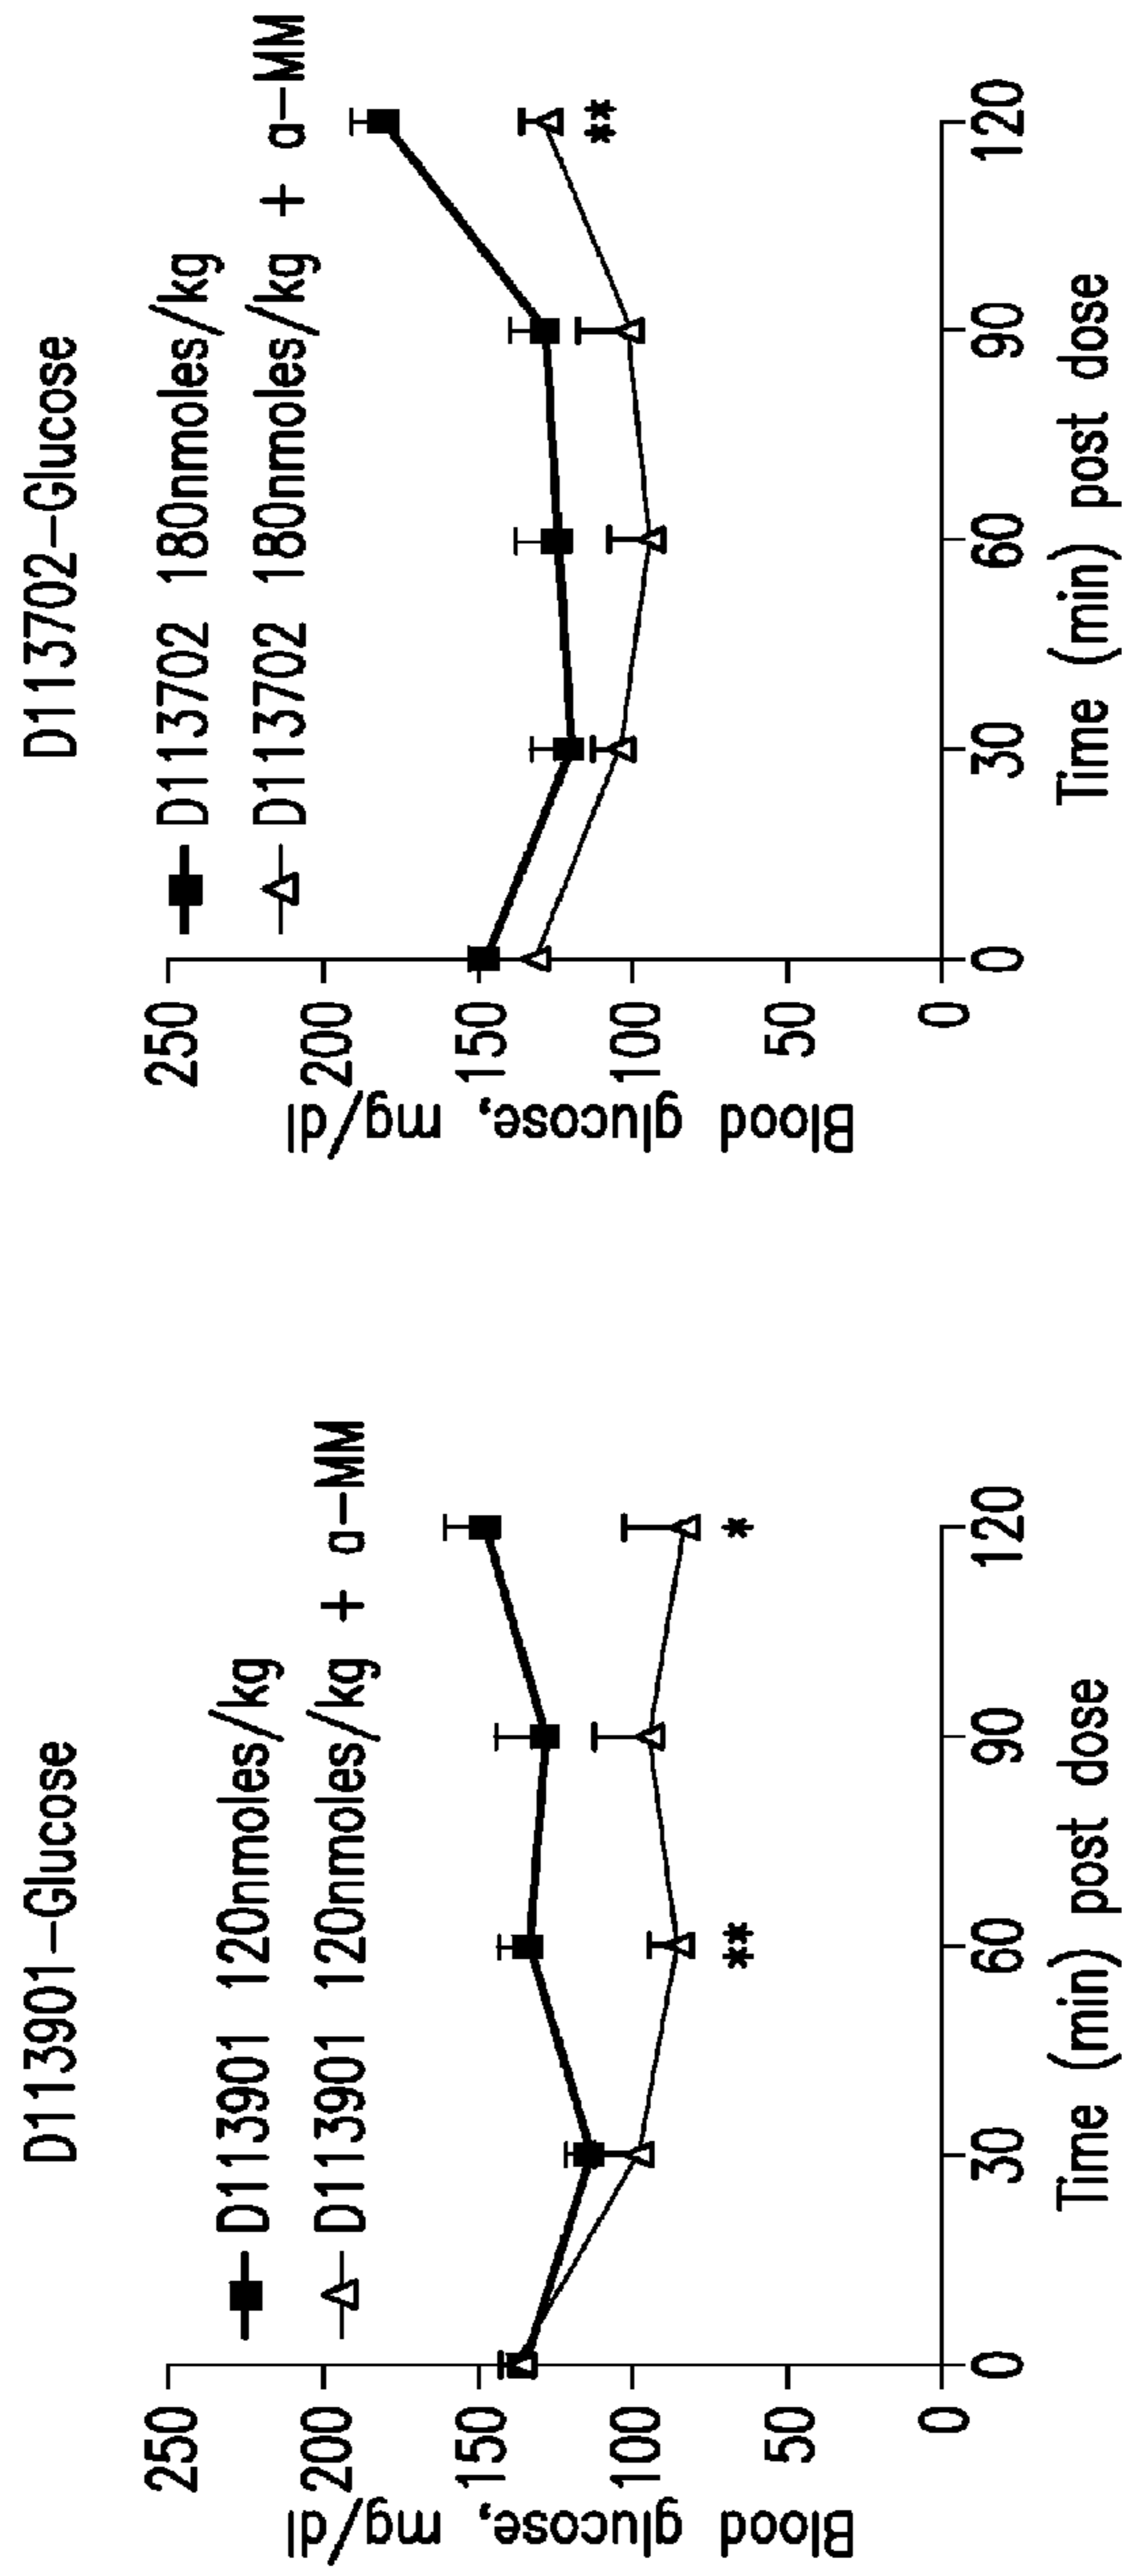 D113901-Glucose
D113901 120nmoles/kg
D113901 120nmoles/kg + α-MM
Blood glucose, mg/dl
250
200
150
100
50
0
**
*
0 30 60 90 120
Time (min) post dose
D113702-Glucose
D113702 180nmoles/kg
D113702 180nmoles/kg + α-MM
Blood glucose, mg/dl
250
200
150
100
50
0
**
0 30 60 90 120
Time (min) post dose